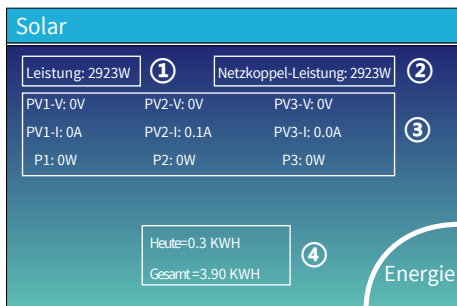 Solar
Leistung: 2923W ① Netzkoppel-Leistung: 2923W ②
PV1-V: 0V PV2-V: 0V PV3-V: 0V
PV1-I: 0A PV2-I: 0.1A PV3-I: 0.0A ③
P1: 0W P2: 0W P3: 0W
Heute=0.3 KWH
④
Gesamt=3.90 KWH
Energie